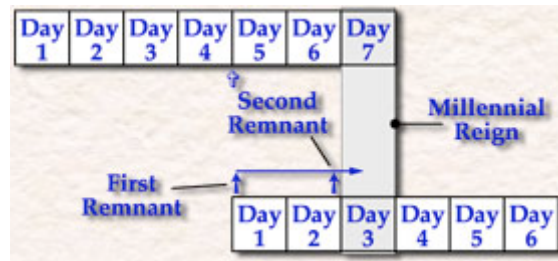 Day Day Day Day Day Day Day
1 2 3 4 5 6 7
Second
Remnant
Millennial
Reign
First
Remnant
Day Day Day Day Day Day
1 2 3 4 5 6